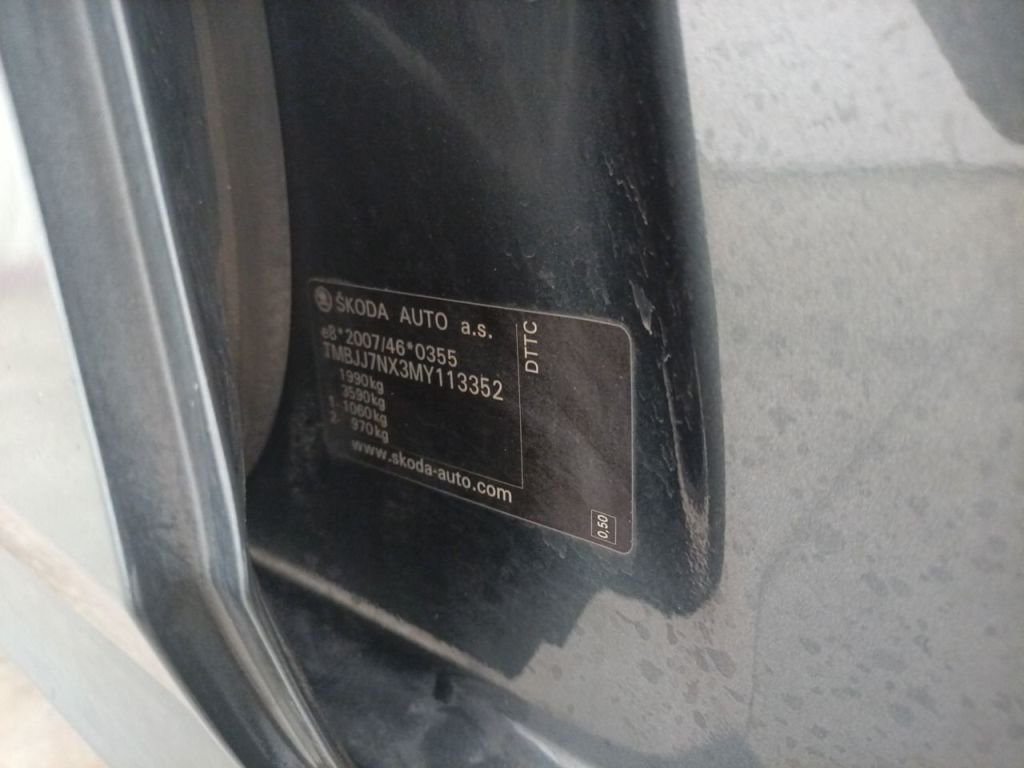 ŠKODA AUTO a.s.
e8*2007/46*0355
TMBJJ7NX3MY113352
1990kg
3590kg
1- 1060kg
2- 970kg
www.skoda-auto.com
DTTC
0,50